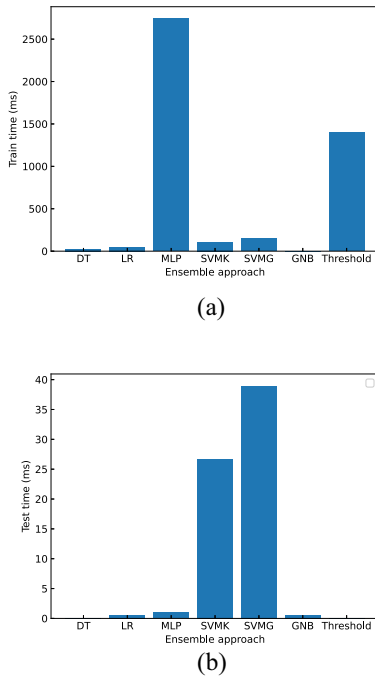 2500
2000
1500
1000
500
0
Train time (ms)
DT LR MLP SVMK SVMG GNB Threshold
Ensemble approach
(a)
40
35
30
25
20
15
10
5
0
Test time (ms)
DT LR MLP SVMK SVMG GNB Threshold
Ensemble approach
(b)